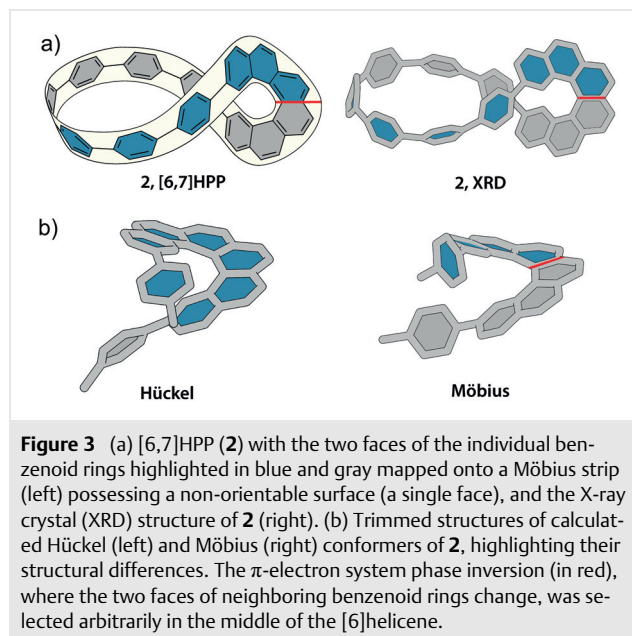 a)
2, [6,7]HPP
2, XRD
b)
Hückel
Möbius
Figure 3 (a) [6,7]HPP (2) with the two faces of the individual ben-
zenoid rings highlighted in blue and gray mapped onto a Möbius strip
(left) possessing a non-orientable surface (a single face), and the X-ray
crystal (XRD) structure of 2 (right). (b) Trimmed structures of calculat-
ed Hückel (left) and Möbius (right) conformers of 2, highlighting their
structural differences. The π-electron system phase inversion (in red),
where the two faces of neighboring benzenoid rings change, was se-
lected arbitrarily in the middle of the [6]helicene.